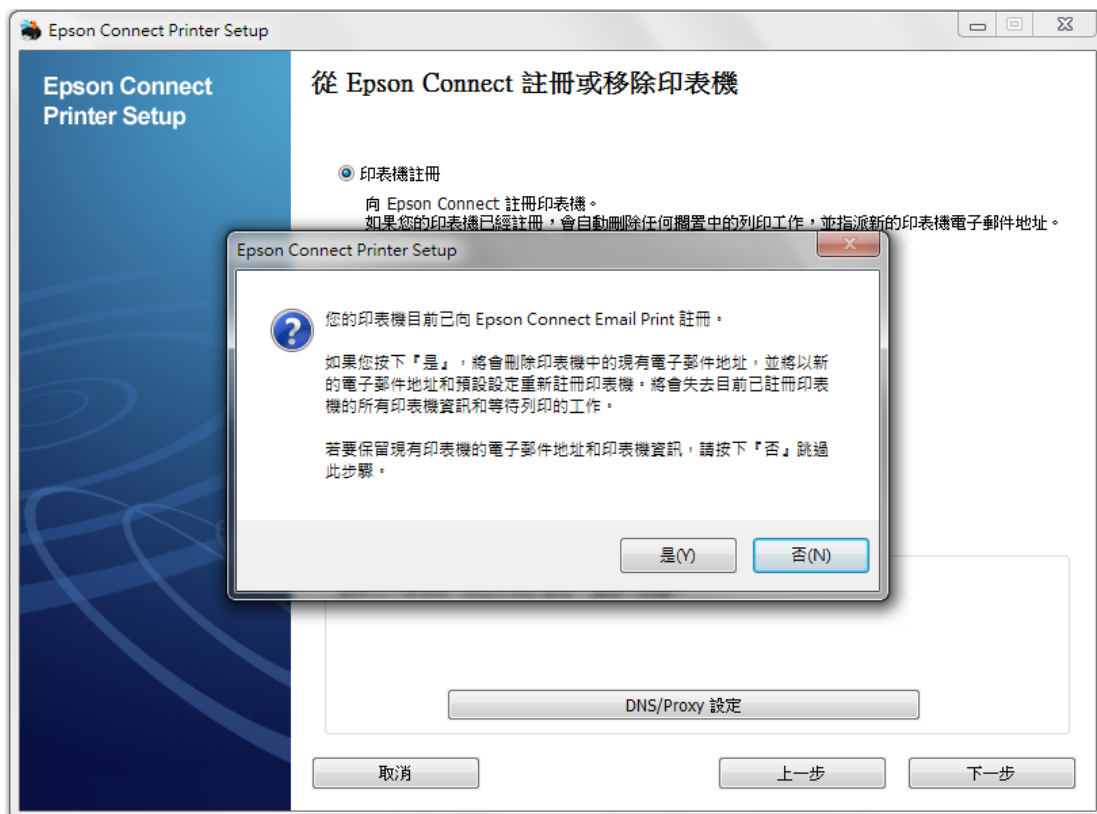 Epson Connect Printer Setup
Epson Connect
Printer Setup
從 Epson Connect 註冊或移除印表機
印表機註冊
向 Epson Connect 註冊印表機。
如果您的印表機已經註冊，會自動刪除任何擱置中的列印工作，並指派新的印表機電子郵件地址。
Epson Connect Printer Setup
您的印表機目前已向 Epson Connect Email Print 註冊。
如果您按下『是』，將會刪除印表機中的現有電子郵件地址，並將以新
的電子郵件地址和預設設定重新註冊印表機。將會失去目前已註冊印表
機的所有印表機資訊和等待列印的工作。
若要保留現有印表機的電子郵件地址和印表機資訊，請按下『否』跳過
此步驟。
是(Y)
否(N)
DNS/Proxy 設定
取消
上一步
下一步